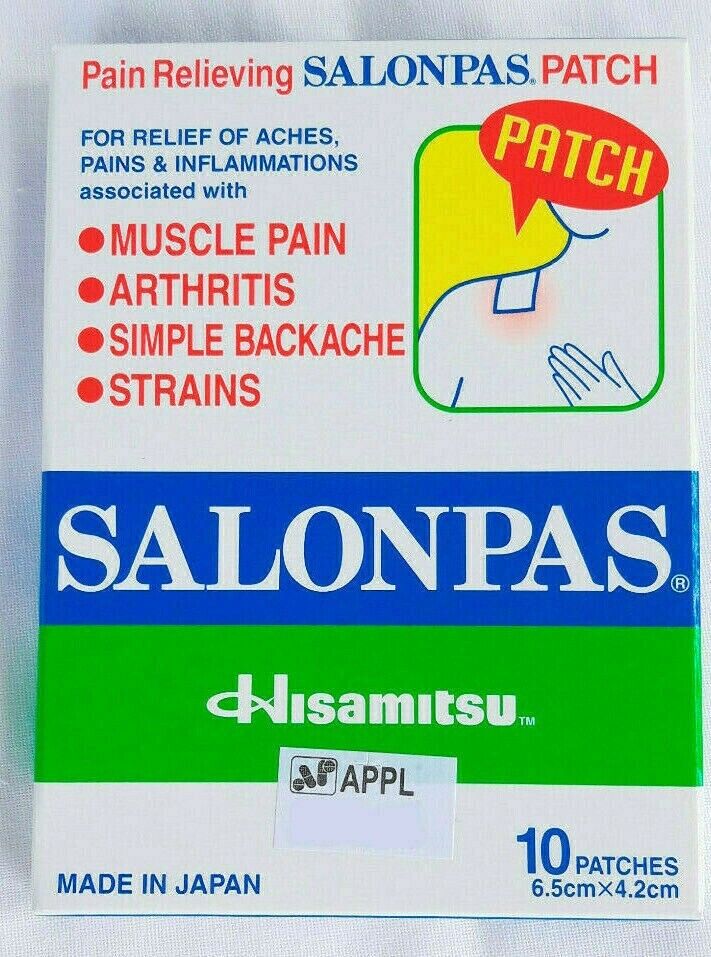 Pain Relieving SALONPAS® PATCH
FOR RELIEF OF ACHES,
PAINS & INFLAMMATIONS
associated with
●MUSCLE PAIN
●ARTHRITIS
●SIMPLE BACKACHE
●STRAINS
PATCH
SALONPAS®
Hisamitsu™
APPL
10 PATCHES
6.5cm×4.2cm
MADE IN JAPAN